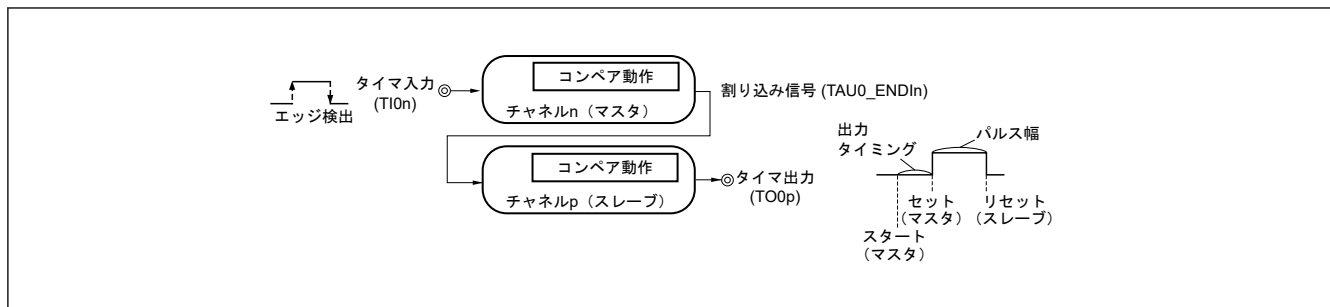 エッジ検出
タイマ入力
(TI0n)
コンペア動作
チャネルn（マスタ）
割り込み信号 (TAU0_ENDIn)
コンペア動作
チャネルp（スレーブ）
タイマ出力
(TO0p)
出力
タイミング
パルス幅
セット
（マスタ）
リセット
（スレーブ）
スタート
（マスタ）